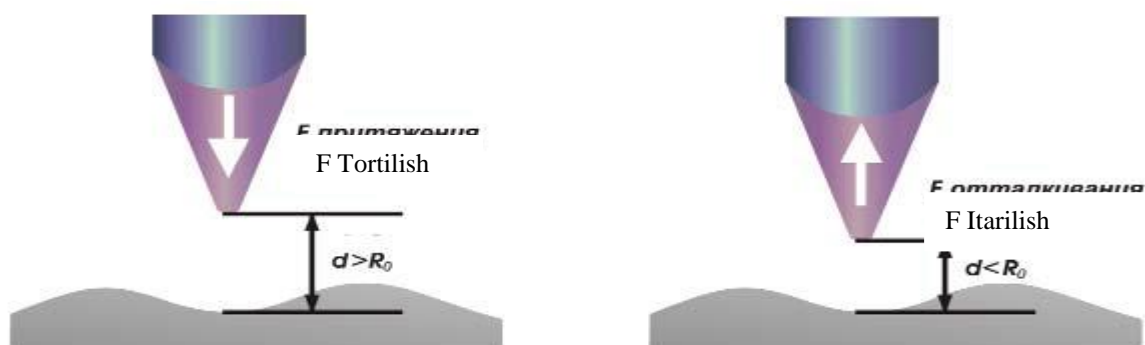 F притяжения
F Tortilish
d>R₀
F отталкивания
F Itarilish
d<R₀